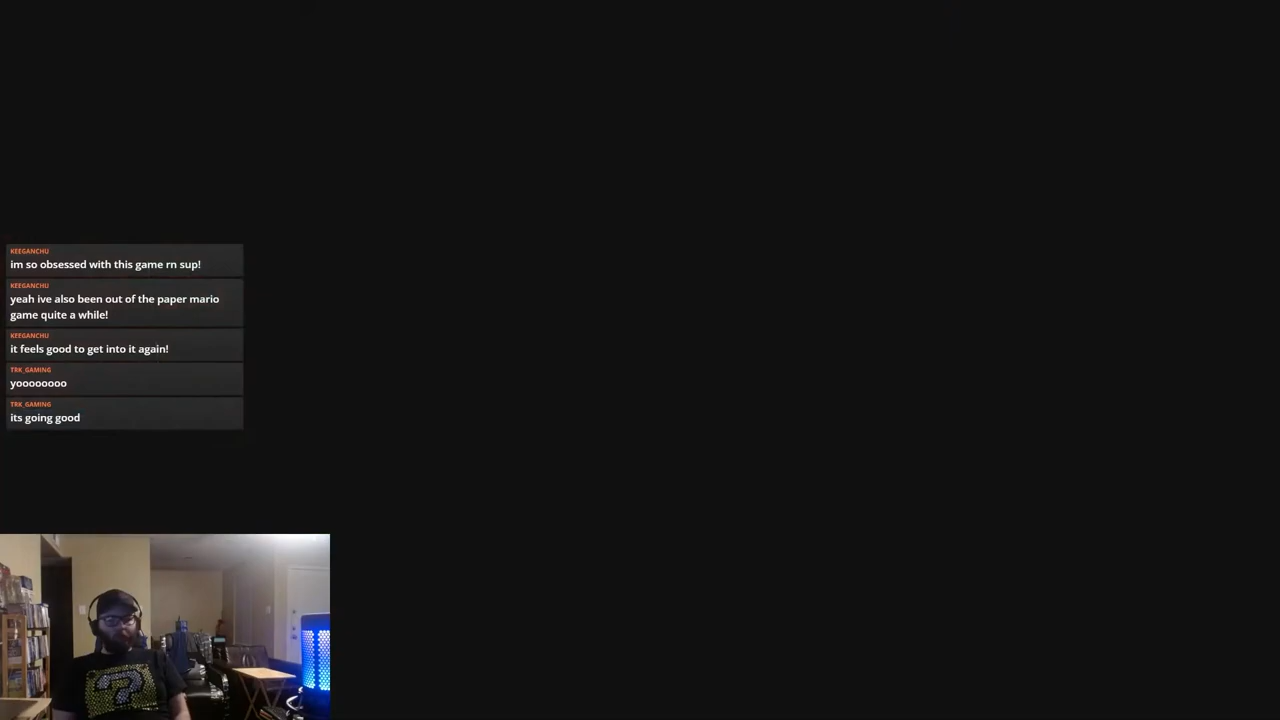 KEEGANCHU
im so obsessed with this game rn sup!
KEEGANCHU
yeah ive also been out of the paper mario
game quite a while!
KEEGANCHU
it feels good to get into it again!
TRK_GAMING
yoooooooo
TRK_GAMING
its going good
?